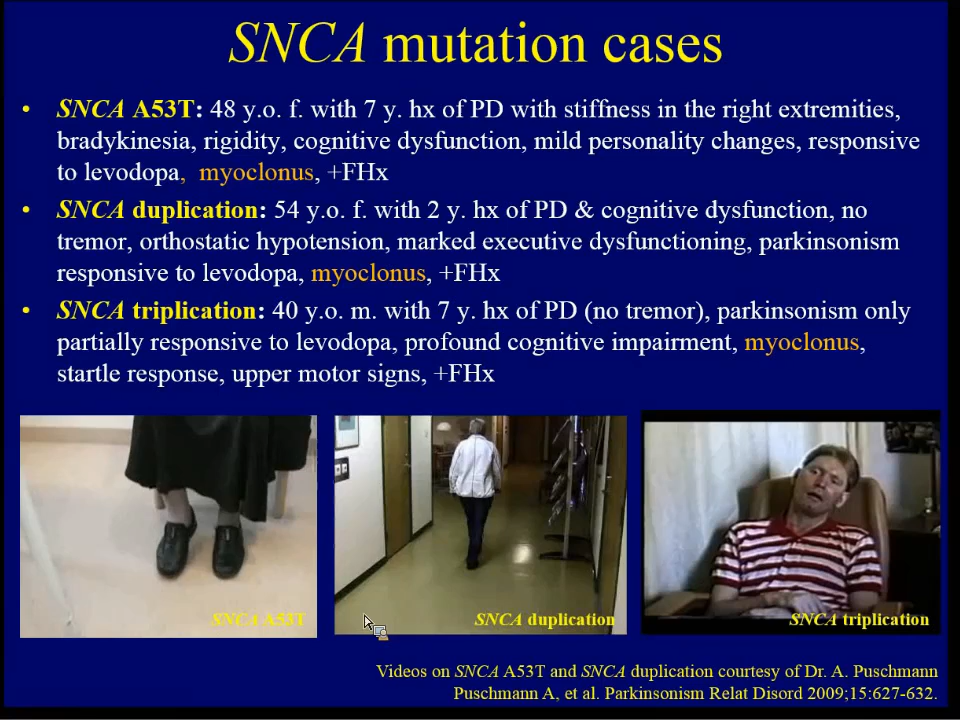 SNCA mutation cases
• SNCA A53T: 48 y.o. f. with 7 y. hx of PD with stiffness in the right extremities,
bradykinesia, rigidity, cognitive dysfunction, mild personality changes, responsive
to levodopa, myoclonus, +FHx
• SNCA duplication: 54 y.o. f. with 2 y. hx of PD & cognitive dysfunction, no
tremor, orthostatic hypotension, marked executive dysfunctioning, parkinsonism
responsive to levodopa, myoclonus, +FHx
• SNCA triplication: 40 y.o. m. with 7 y. hx of PD (no tremor), parkinsonism only
partially responsive to levodopa, profound cognitive impairment, myoclonus,
startle response, upper motor signs, +FHx
SNCA A53T
SNCA duplication
SNCA triplication
Videos on SNCA A53T and SNCA duplication courtesy of Dr. A. Puschmann
Puschmann A, et al. Parkinsonism Relat Disord 2009;15:627-632.